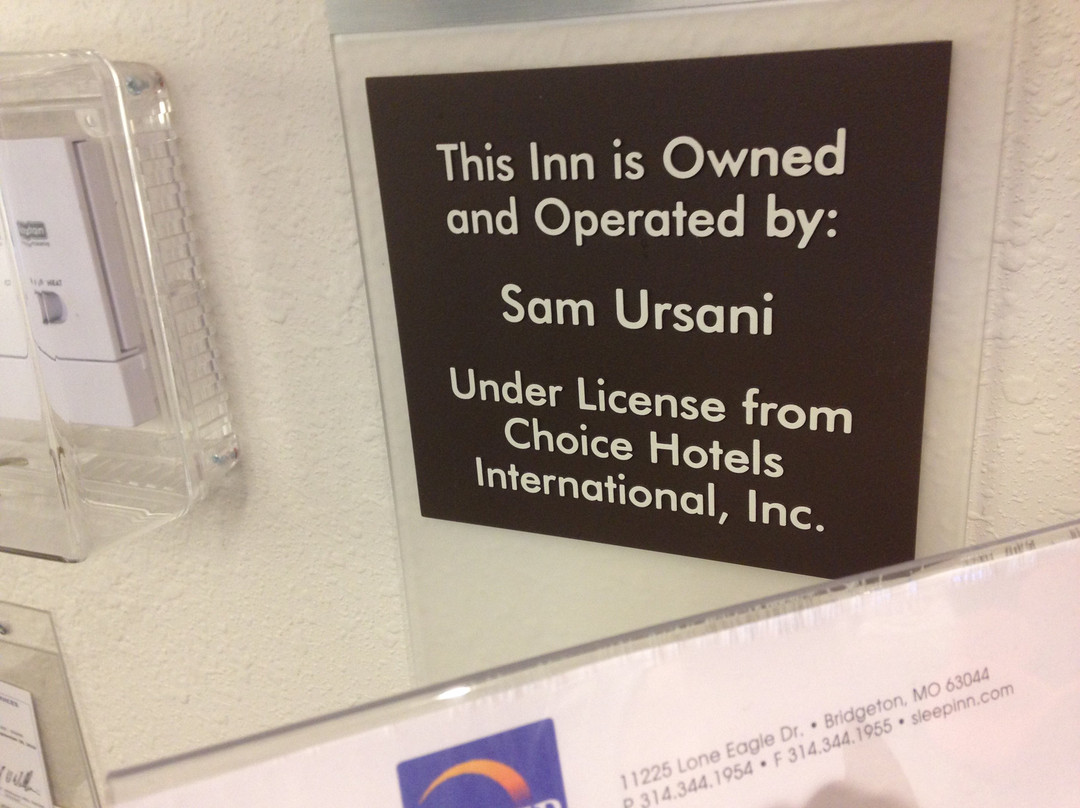 This Inn is Owned
and Operated by:
Sam Ursani
Under License from
Choice Hotels
International, Inc.
11225 Lone Eagle Dr. • Bridgeton, MO 63044
P 314.344.1954 • F 314.344.1955 • sleepinn.com
HEAT